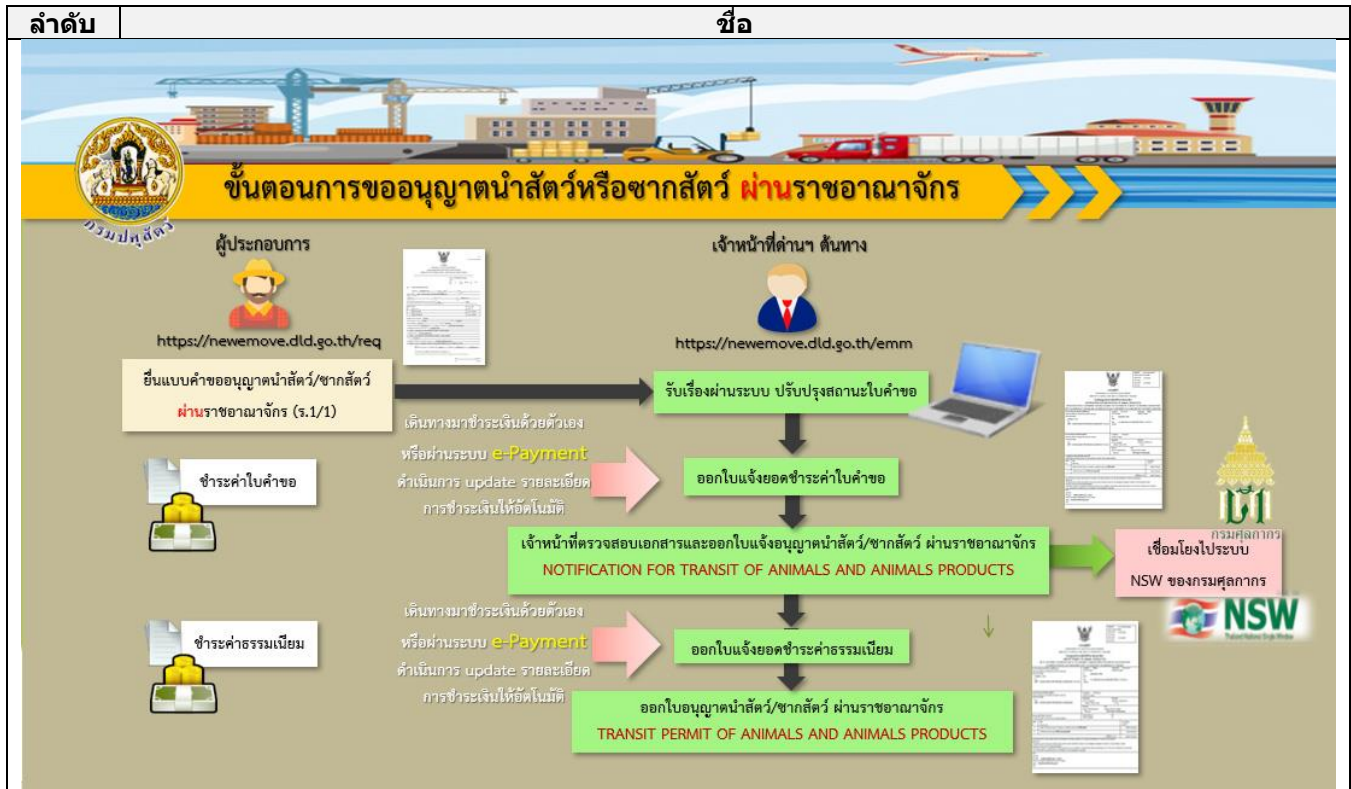 ลำดับ ชื่อ
ขั้นตอนการขออนุญาตนำสัตว์หรือซากสัตว์ ผ่านราชอาณาจักร
กรมปศุสัตว์
ผู้ประกอบการ
https://newemove.dld.go.th/req
เจ้าหน้าที่ด่านฯ ต้นทาง
https://newemove.dld.go.th/emm
ยื่นแบบคำขออนุญาตนำสัตว์/ซากสัตว์
ผ่านราชอาณาจักร (ร.1/1)
รับเรื่องผ่านระบบ ปรับปรุงสถานะใบคำขอ
ชำระค่าใบคำขอ
เดินทางมาชำระเงินด้วยตัวเอง
หรือผ่านระบบ e-Payment
ดำเนินการ update รายละเอียด
การชำระเงินให้อัตโนมัติ
ออกใบแจ้งยอดชำระค่าใบคำขอ
เจ้าหน้าที่ตรวจสอบเอกสารและออกใบแจ้งอนุญาตนำสัตว์/ซากสัตว์ ผ่านราชอาณาจักร
NOTIFICATION FOR TRANSIT OF ANIMALS AND ANIMALS PRODUCTS
กรมศุลกากร
เชื่อมโยงไประบบ
NSW ของกรมศุลกากร
NSW
Thailand National Single Window
ชำระค่าธรรมเนียม
เดินทางมาชำระเงินด้วยตัวเอง
หรือผ่านระบบ e-Payment
ดำเนินการ update รายละเอียด
การชำระเงินให้อัตโนมัติ
ออกใบแจ้งยอดชำระค่าธรรมเนียม
ออกใบอนุญาตนำสัตว์/ซากสัตว์ ผ่านราชอาณาจักร
TRANSIT PERMIT OF ANIMALS AND ANIMALS PRODUCTS